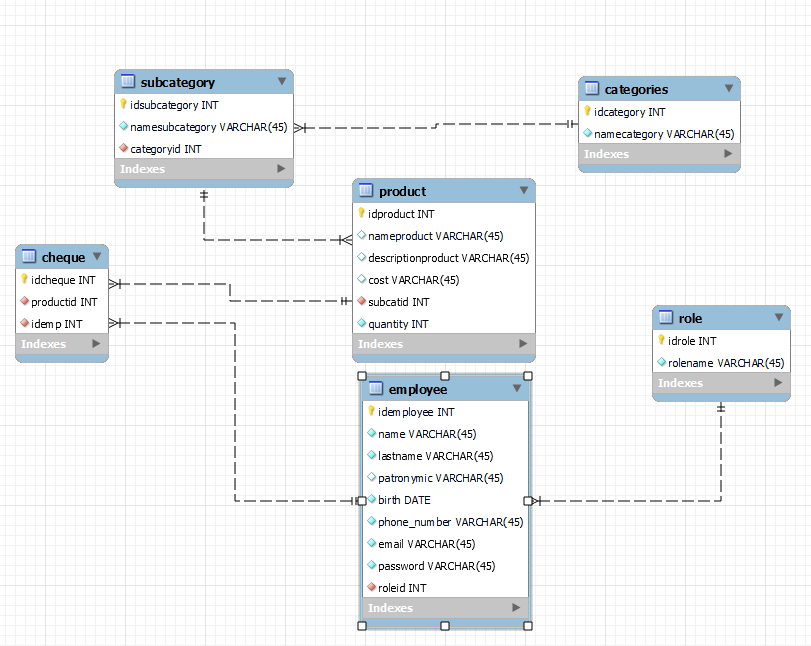 subcategory
idsubcategory INT
namesubcategory VARCHAR(45)
categoryid INT
Indexes
categories
idcategory INT
namecategory VARCHAR(45)
Indexes
product
idproduct INT
nameproduct VARCHAR(45)
descriptionproduct VARCHAR(45)
cost VARCHAR(45)
subcatid INT
quantity INT
Indexes
cheque
idcheque INT
productid INT
idemp INT
Indexes
role
idrole INT
rolename VARCHAR(45)
Indexes
employee
idemployee INT
name VARCHAR(45)
lastname VARCHAR(45)
patronymic VARCHAR(45)
birth DATE
phone_number VARCHAR(45)
email VARCHAR(45)
password VARCHAR(45)
roleid INT
Indexes